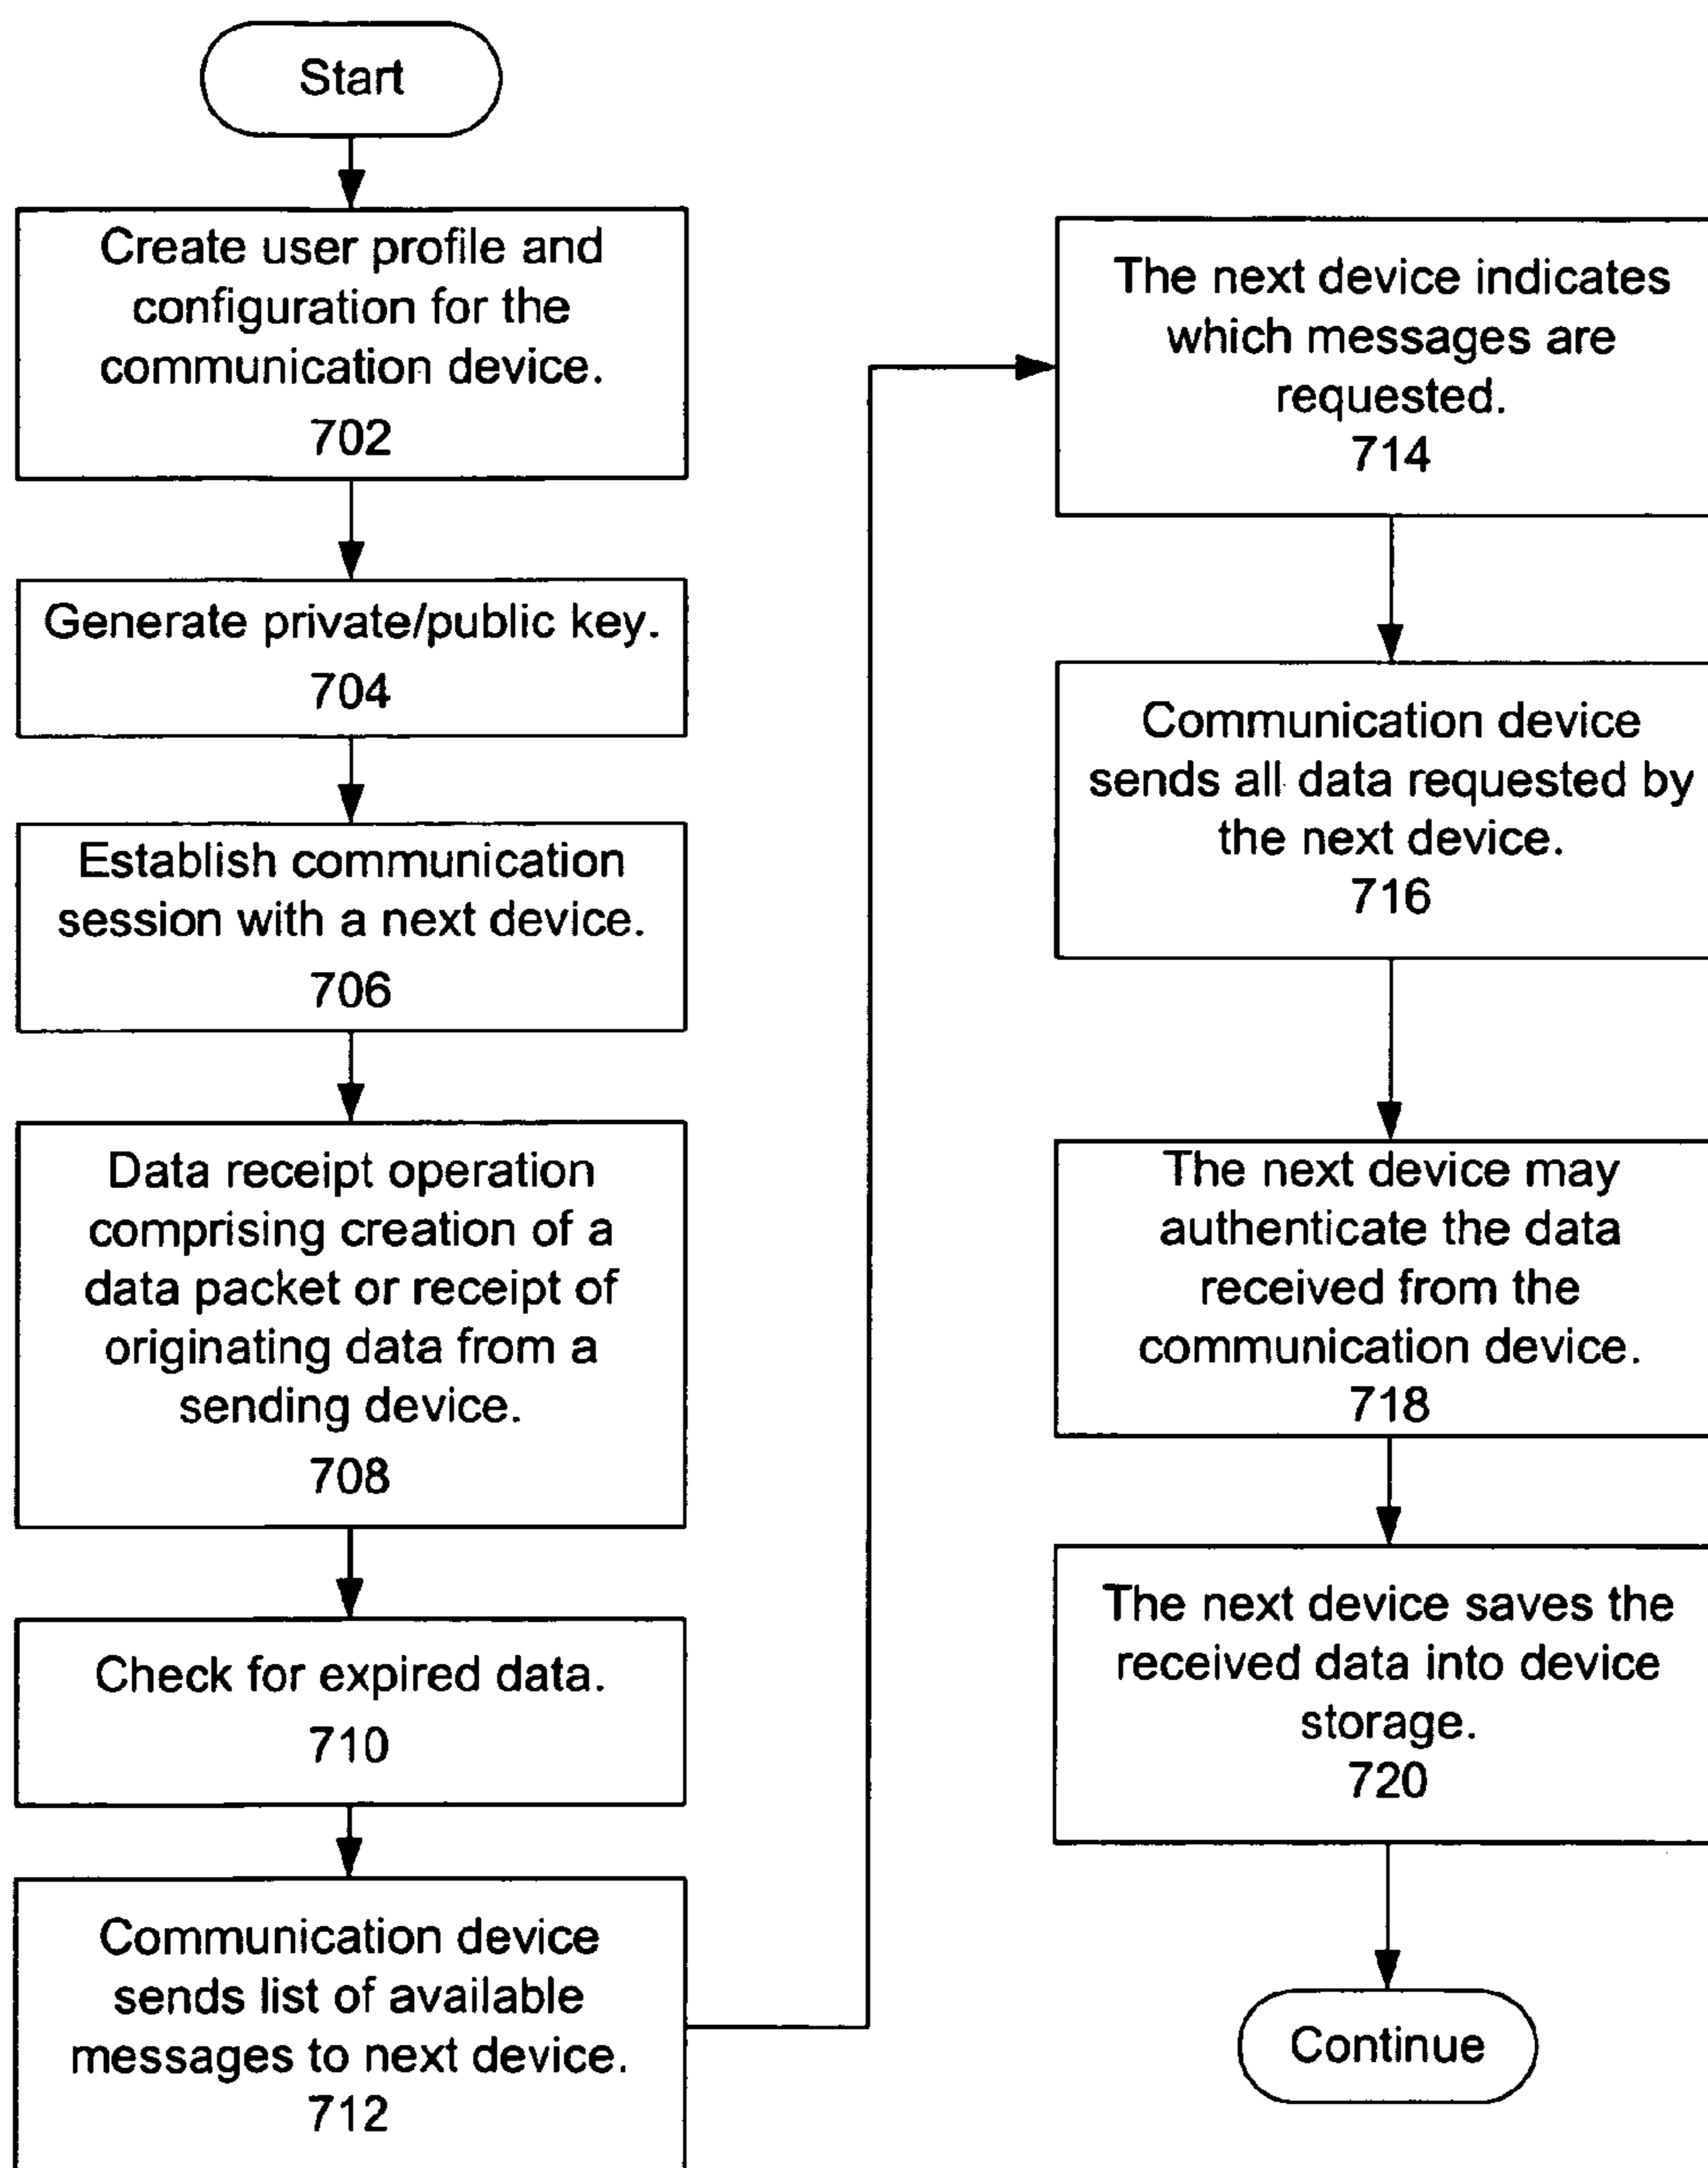 Start
Create user profile and
configuration for the
communication device.
702
Generate private/public key.
704
Establish communication
session with a next device.
706
Data receipt operation
comprising creation of a
data packet or receipt of
originating data from a
sending device.
708
Check for expired data.
710
Communication device
sends list of available
messages to next device.
712
The next device indicates
which messages are
requested.
714
Communication device
sends all data requested by
the next device.
716
The next device may
authenticate the data
received from the
communication device.
718
The next device saves the
received data into device
storage.
720
Continue